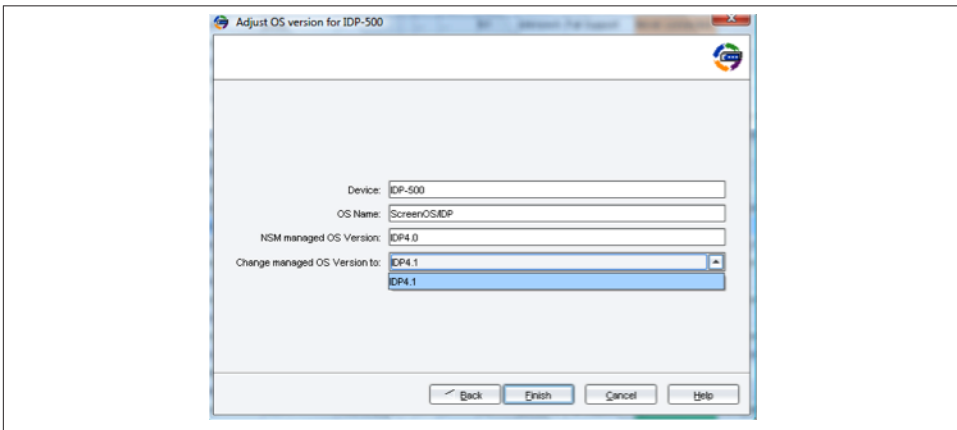 Adjust OS version for IDP-500
Device: IDP-500
OS Name: ScreenOS/IDP
NSM managed OS Version: IDP4.0
Change managed OS Version to: IDP4.1
IDP4.1
Back Finish Cancel Help